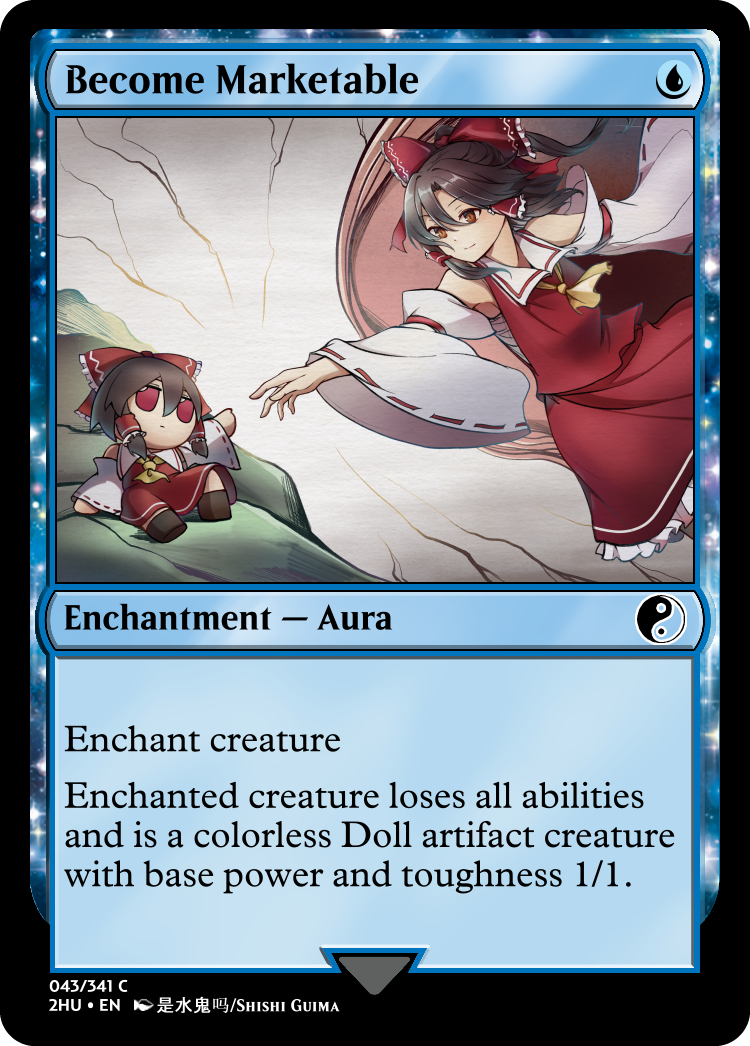 Become Marketable
Enchantment — Aura
Enchant creature
Enchanted creature loses all abilities
and is a colorless Doll artifact creature
with base power and toughness 1/1.
043/341 C
2HU • EN 是水鬼吗/Shishi Guima